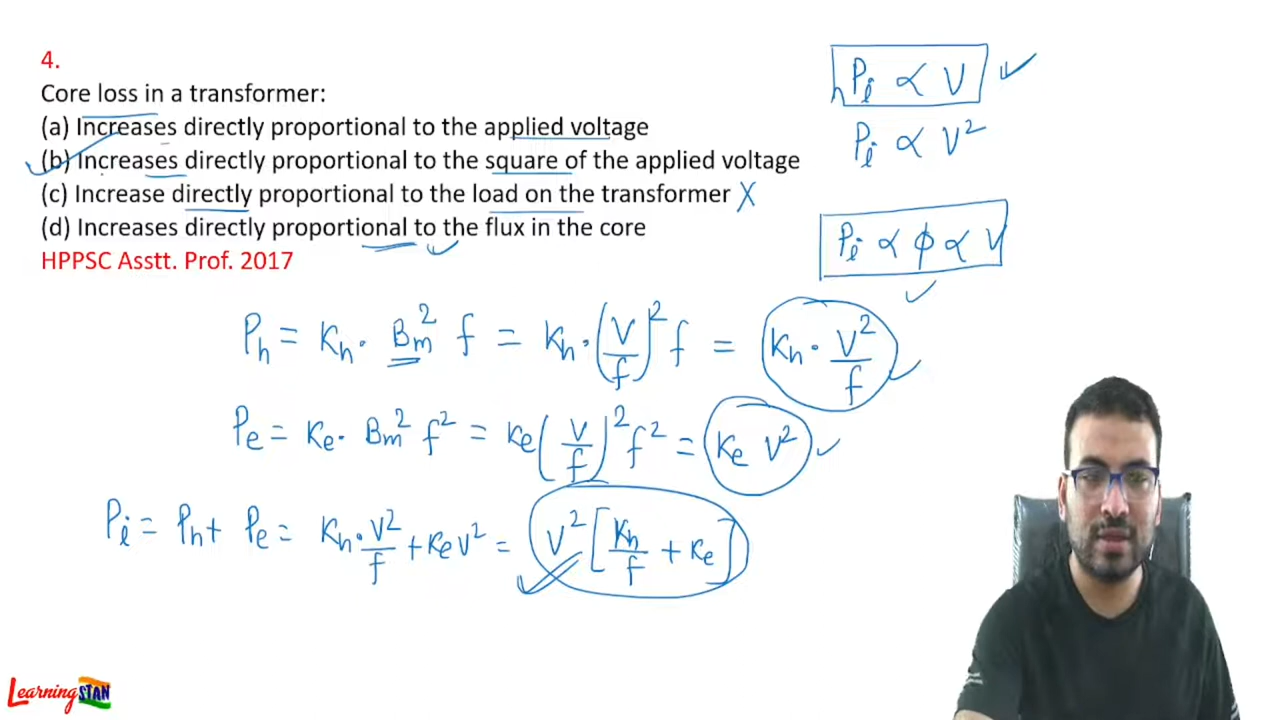 4.
Core loss in a transformer:
(a) Increases directly proportional to the applied voltage
(b) Increases directly proportional to the square of the applied voltage
(c) Increase directly proportional to the load on the transformer X
(d) Increases directly proportional to the flux in the core
HPPSC Asstt. Prof. 2017
Pi ∝ V ✓
Pi ∝ V²
Pi ∝ ϕ ∝ V
✓
Ph = Kh · Bm² f = Kh · (V/f)² f = Kh · V²/f ✓
Pe = Ke · Bm² f² = Ke (V/f)² f² = Ke V² ✓
Pi = Ph + Pe = Kh · V²/f + Ke V² = V² [Kh/f + Ke]
LearningSTAN